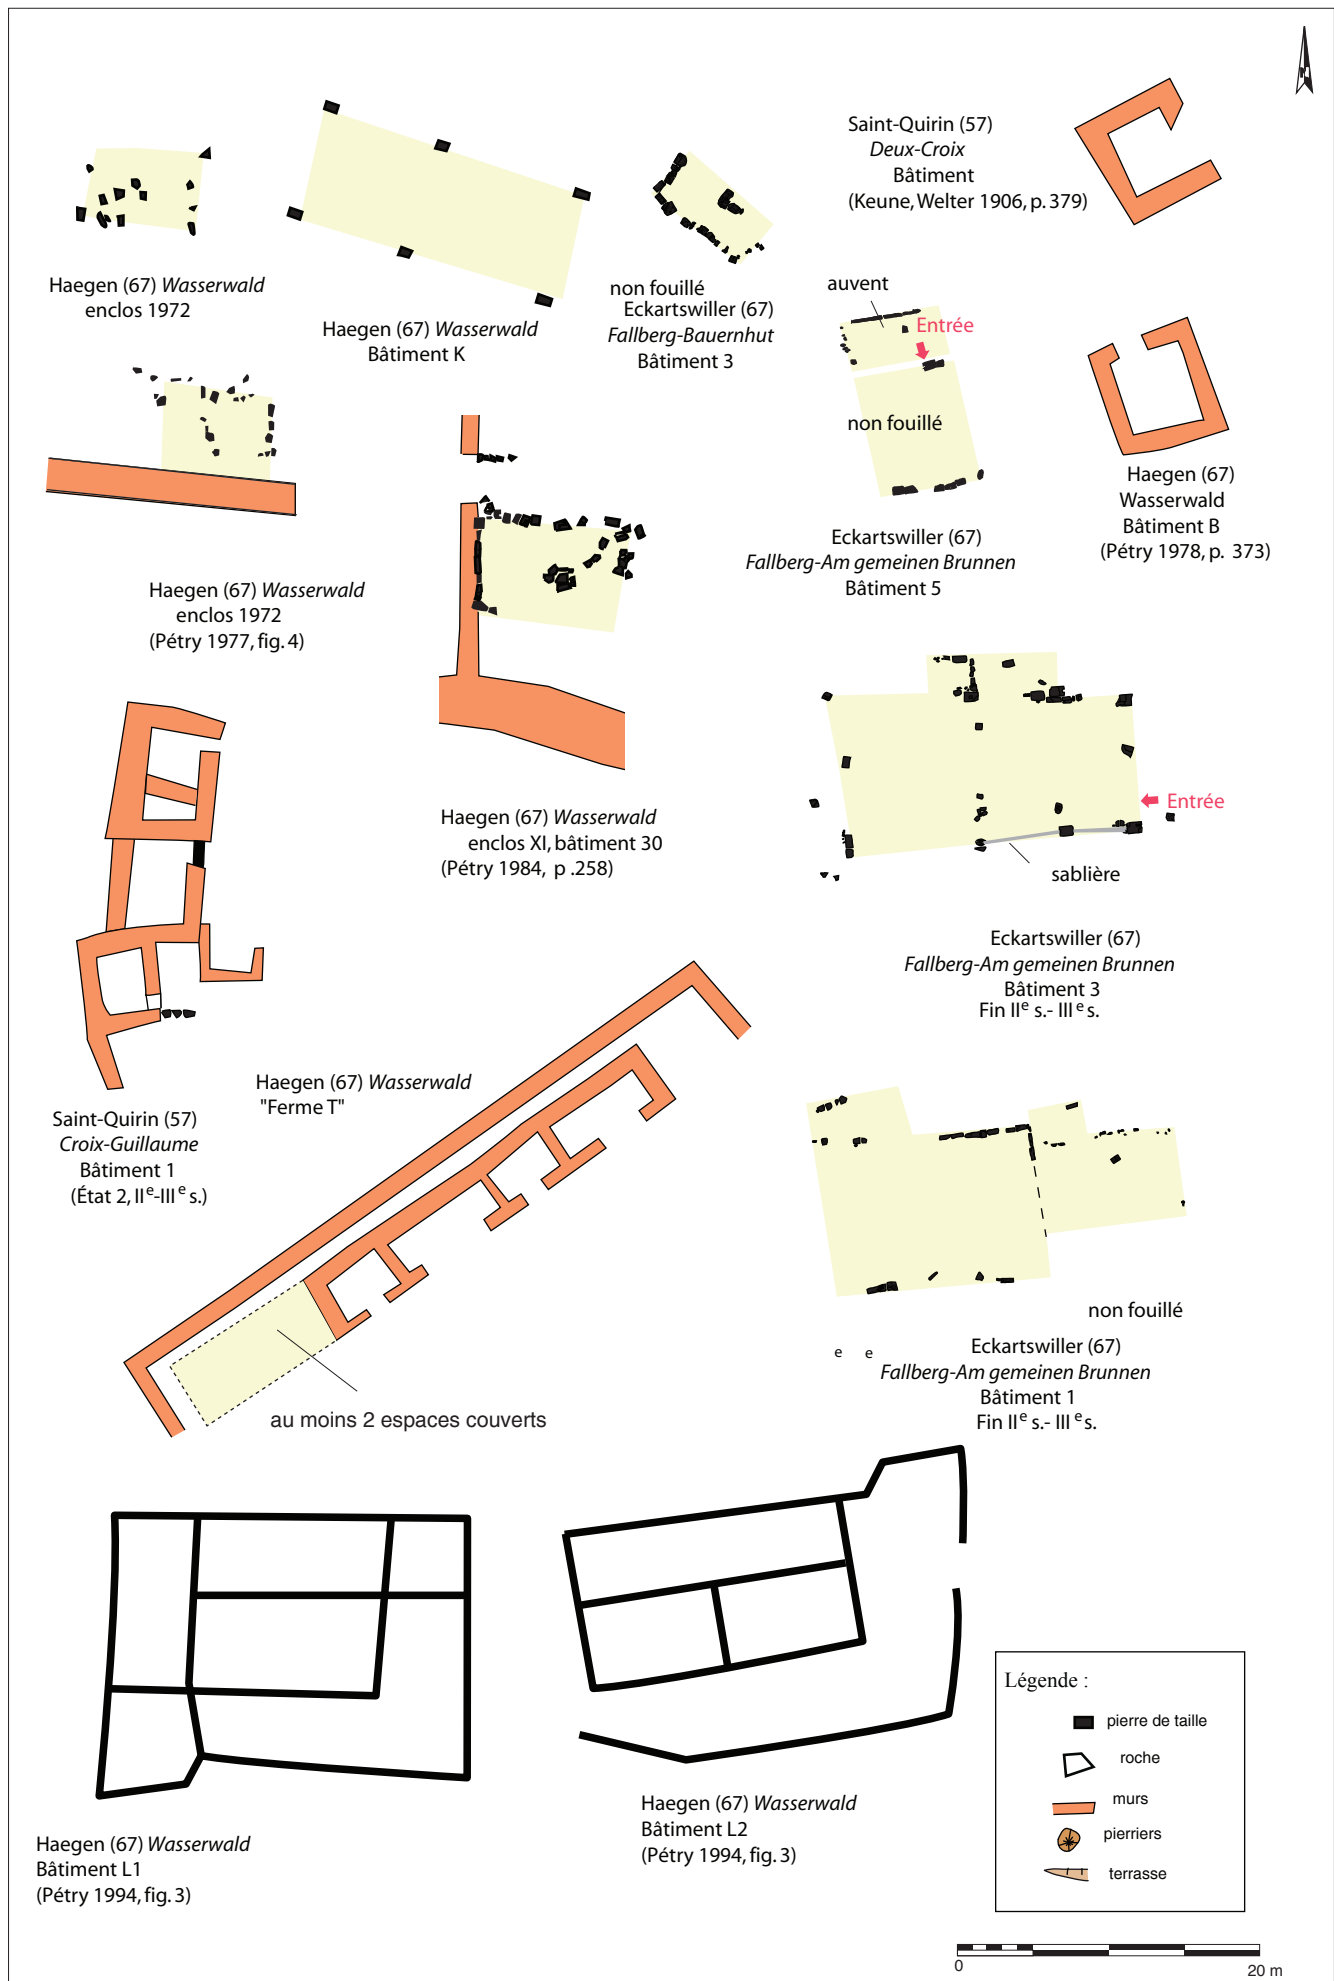 Saint-Quirin (57)
Deux-Croix
Bâtiment
(Keune, Welter 1906, p. 379)
Haegen (67) Wasserwald
enclos 1972
Haegen (67) Wasserwald
Bâtiment K
non fouillé
Eckartswiller (67)
Fallberg-Bauernhut
Bâtiment 3
auvent
Entrée
non fouillé
Eckartswiller (67)
Fallberg-Am gemeinen Brunnen
Bâtiment 5
Haegen (67)
Wasserwald
Bâtiment B
(Pétry 1978, p. 373)
Haegen (67) Wasserwald
enclos 1972
(Pétry 1977, fig. 4)
Haegen (67) Wasserwald
enclos XI, bâtiment 30
(Pétry 1984, p .258)
Entrée
sablière
Eckartswiller (67)
Fallberg-Am gemeinen Brunnen
Bâtiment 3
Fin IIe s.- IIIe s.
Saint-Quirin (57)
Croix-Guillaume
Bâtiment 1
(État 2, IIe-IIIe s.)
Haegen (67) Wasserwald
"Ferme T"
au moins 2 espaces couverts
non fouillé
e e
Eckartswiller (67)
Fallberg-Am gemeinen Brunnen
Bâtiment 1
Fin IIe s.- IIIe s.
Haegen (67) Wasserwald
Bâtiment L1
(Pétry 1994, fig. 3)
Haegen (67) Wasserwald
Bâtiment L2
(Pétry 1994, fig. 3)
Légende :
pierre de taille
roche
murs
pierriers
terrasse
0 20 m